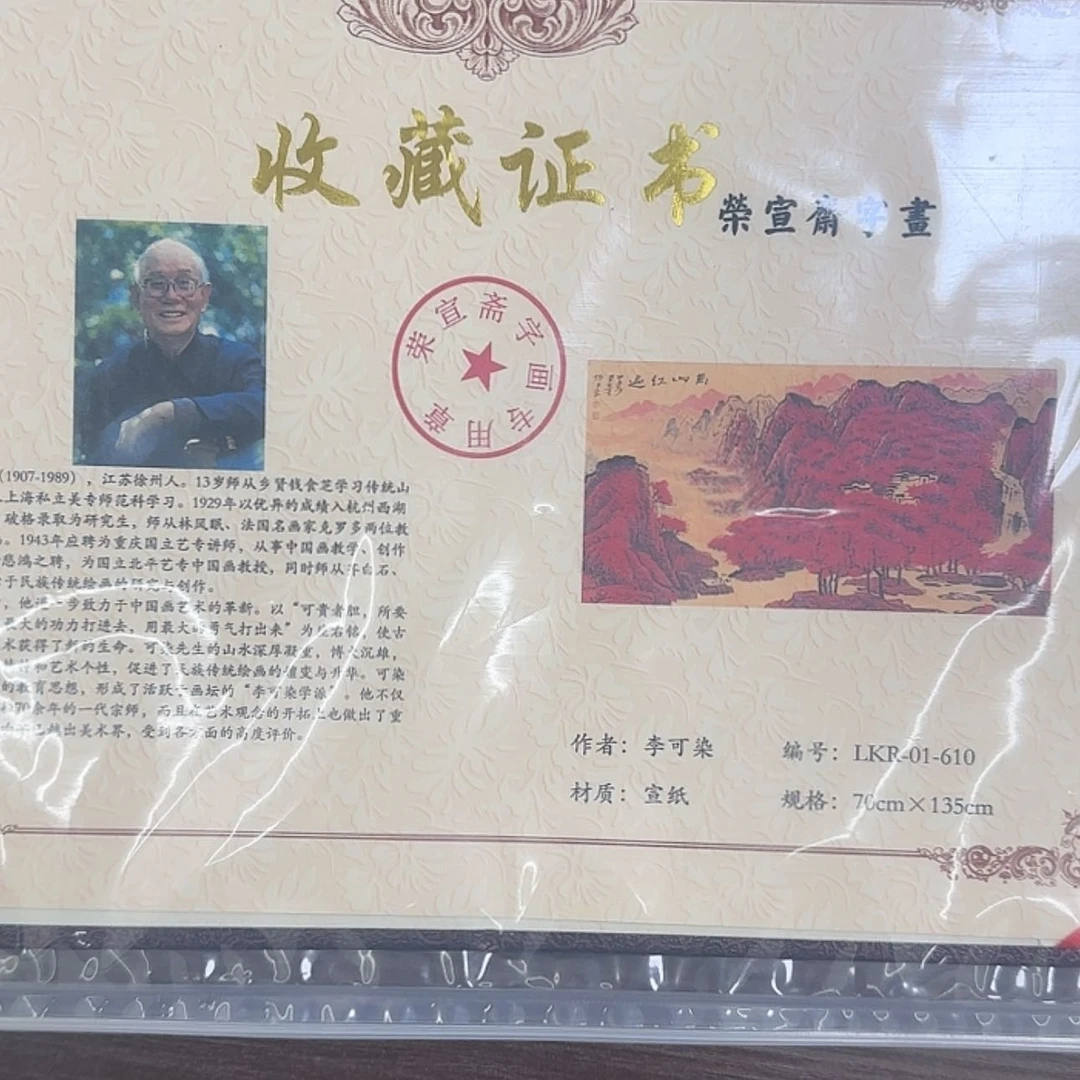 收藏证书
榮宣齋字畫
荣宣斋字画专用章
万山红遍
(1907-1989），江苏徐州人。13岁师从乡贤钱食芝学习传统山
上海私立美专师范科学习。1929年以优异的成绩入杭州西湖
破格录取为研究生，师从林风眠、法国名画家克罗多两位教
。1943年应聘为重庆国立艺专讲师，从事中国画教学 创作
悲鸿之聘，为国立北平艺专中国画教授，同时师从齐白石、
于民族传统绘画的研究与创作。
，他进一步致力于中国画艺术的革新。以“可贵者胆，所要
最大的功力打进去，用最大的勇气打出来”为座右铭，使古
术获得了新的生命。可染先生的山水深厚凝重，博大沉雄，
和艺术个性，促进了民族传统绘画的嬗变与升华。可染
的教育思想，形成了活跃于画坛的“李可染学派”。他不仅
70余年的一代宗师，而且在艺术观念的开拓上也做出了重
越出美术界，受到各方面的高度评价。
作者：李可染 编号：LKR-01-610
材质：宣纸 规格：70cm×135cm